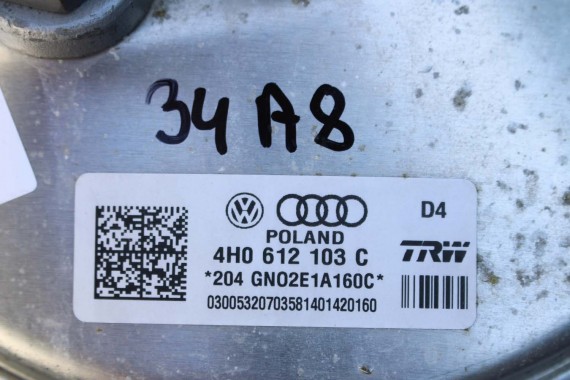 34 A8
D4
POLAND
4H0 612 103 C
TRW
*204 GN02E1A160C*
03005320703581401420160